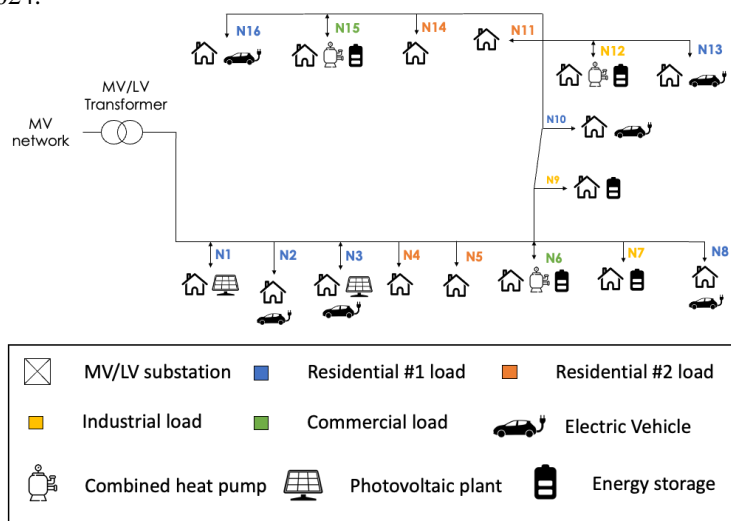 N16
N15
N14
N11
N12
N13
MV/LV
Transformer
MV
network
N10
N9
N1
N2
N3
N4
N5
N6
N7
N8
MV/LV substation
Residential #1 load
Residential #2 load
Industrial load
Commercial load
Electric Vehicle
Combined heat pump
Photovoltaic plant
Energy storage